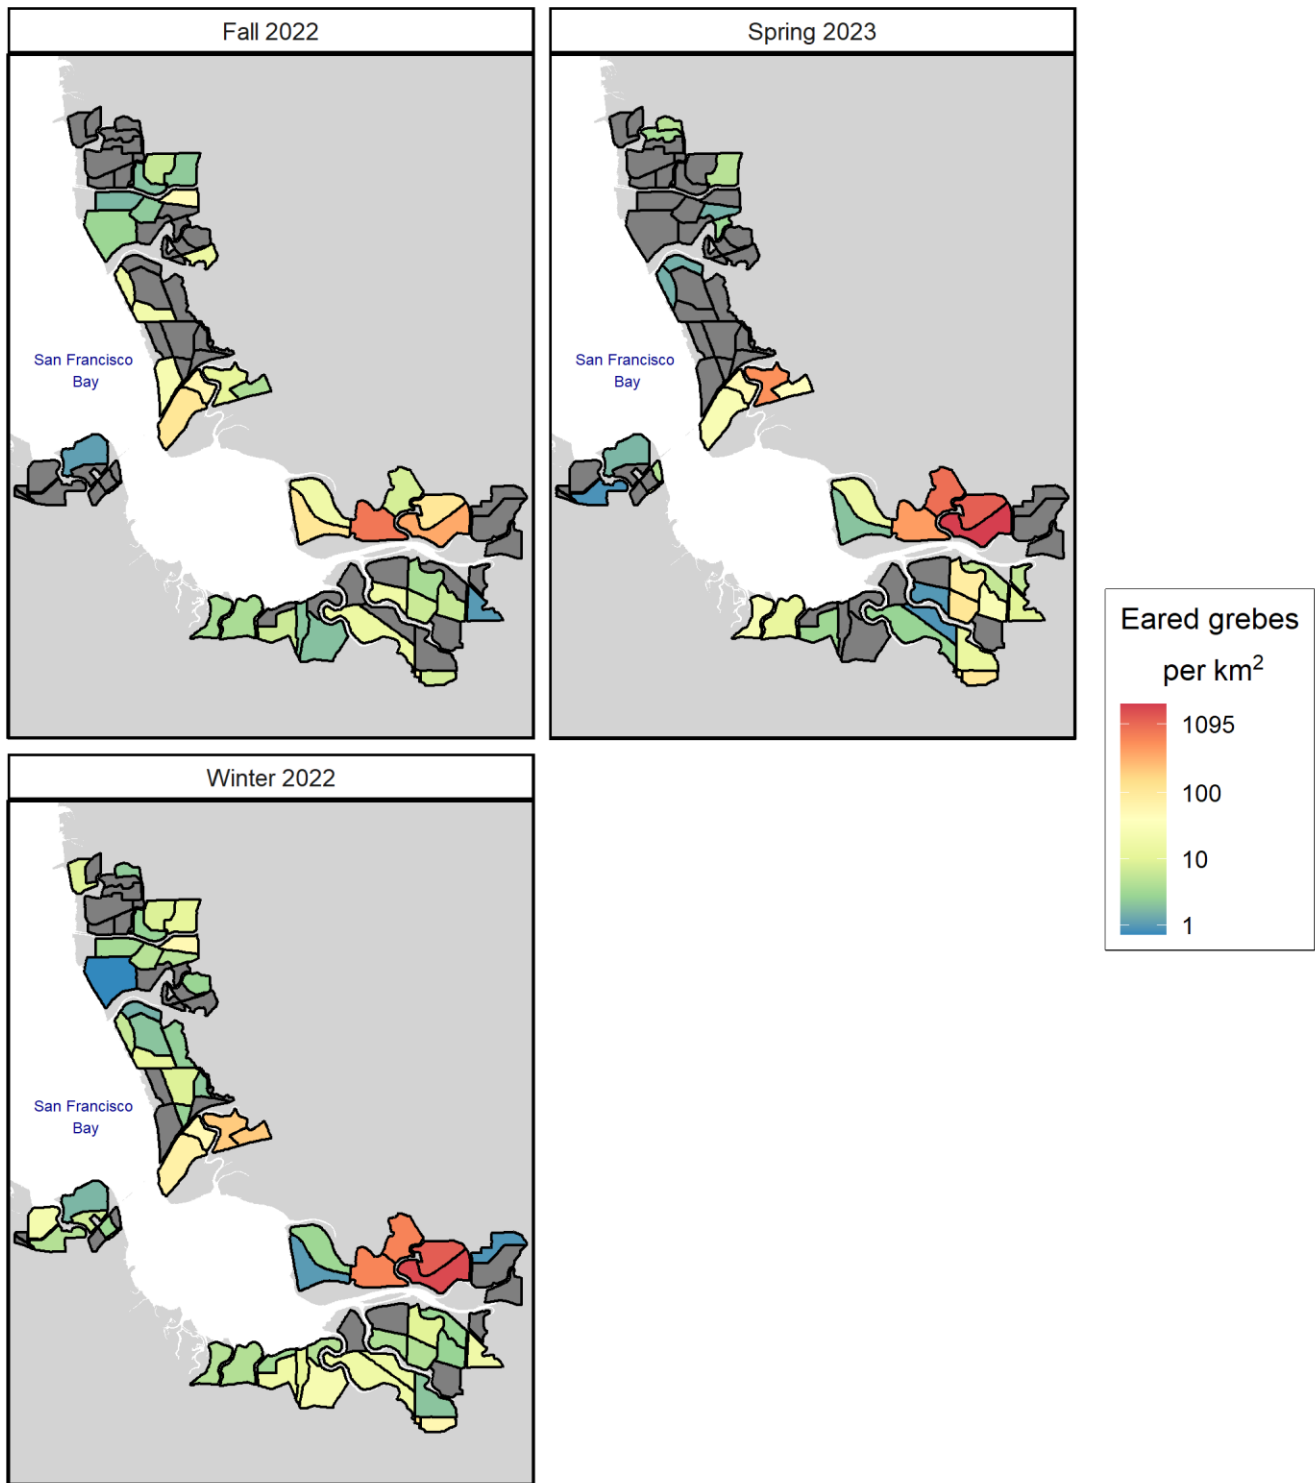 Fall 2022
Spring 2023
San Francisco
Bay
San Francisco
Bay
Winter 2022
San Francisco
Bay
Eared grebes
per km²
1095
100
10
1